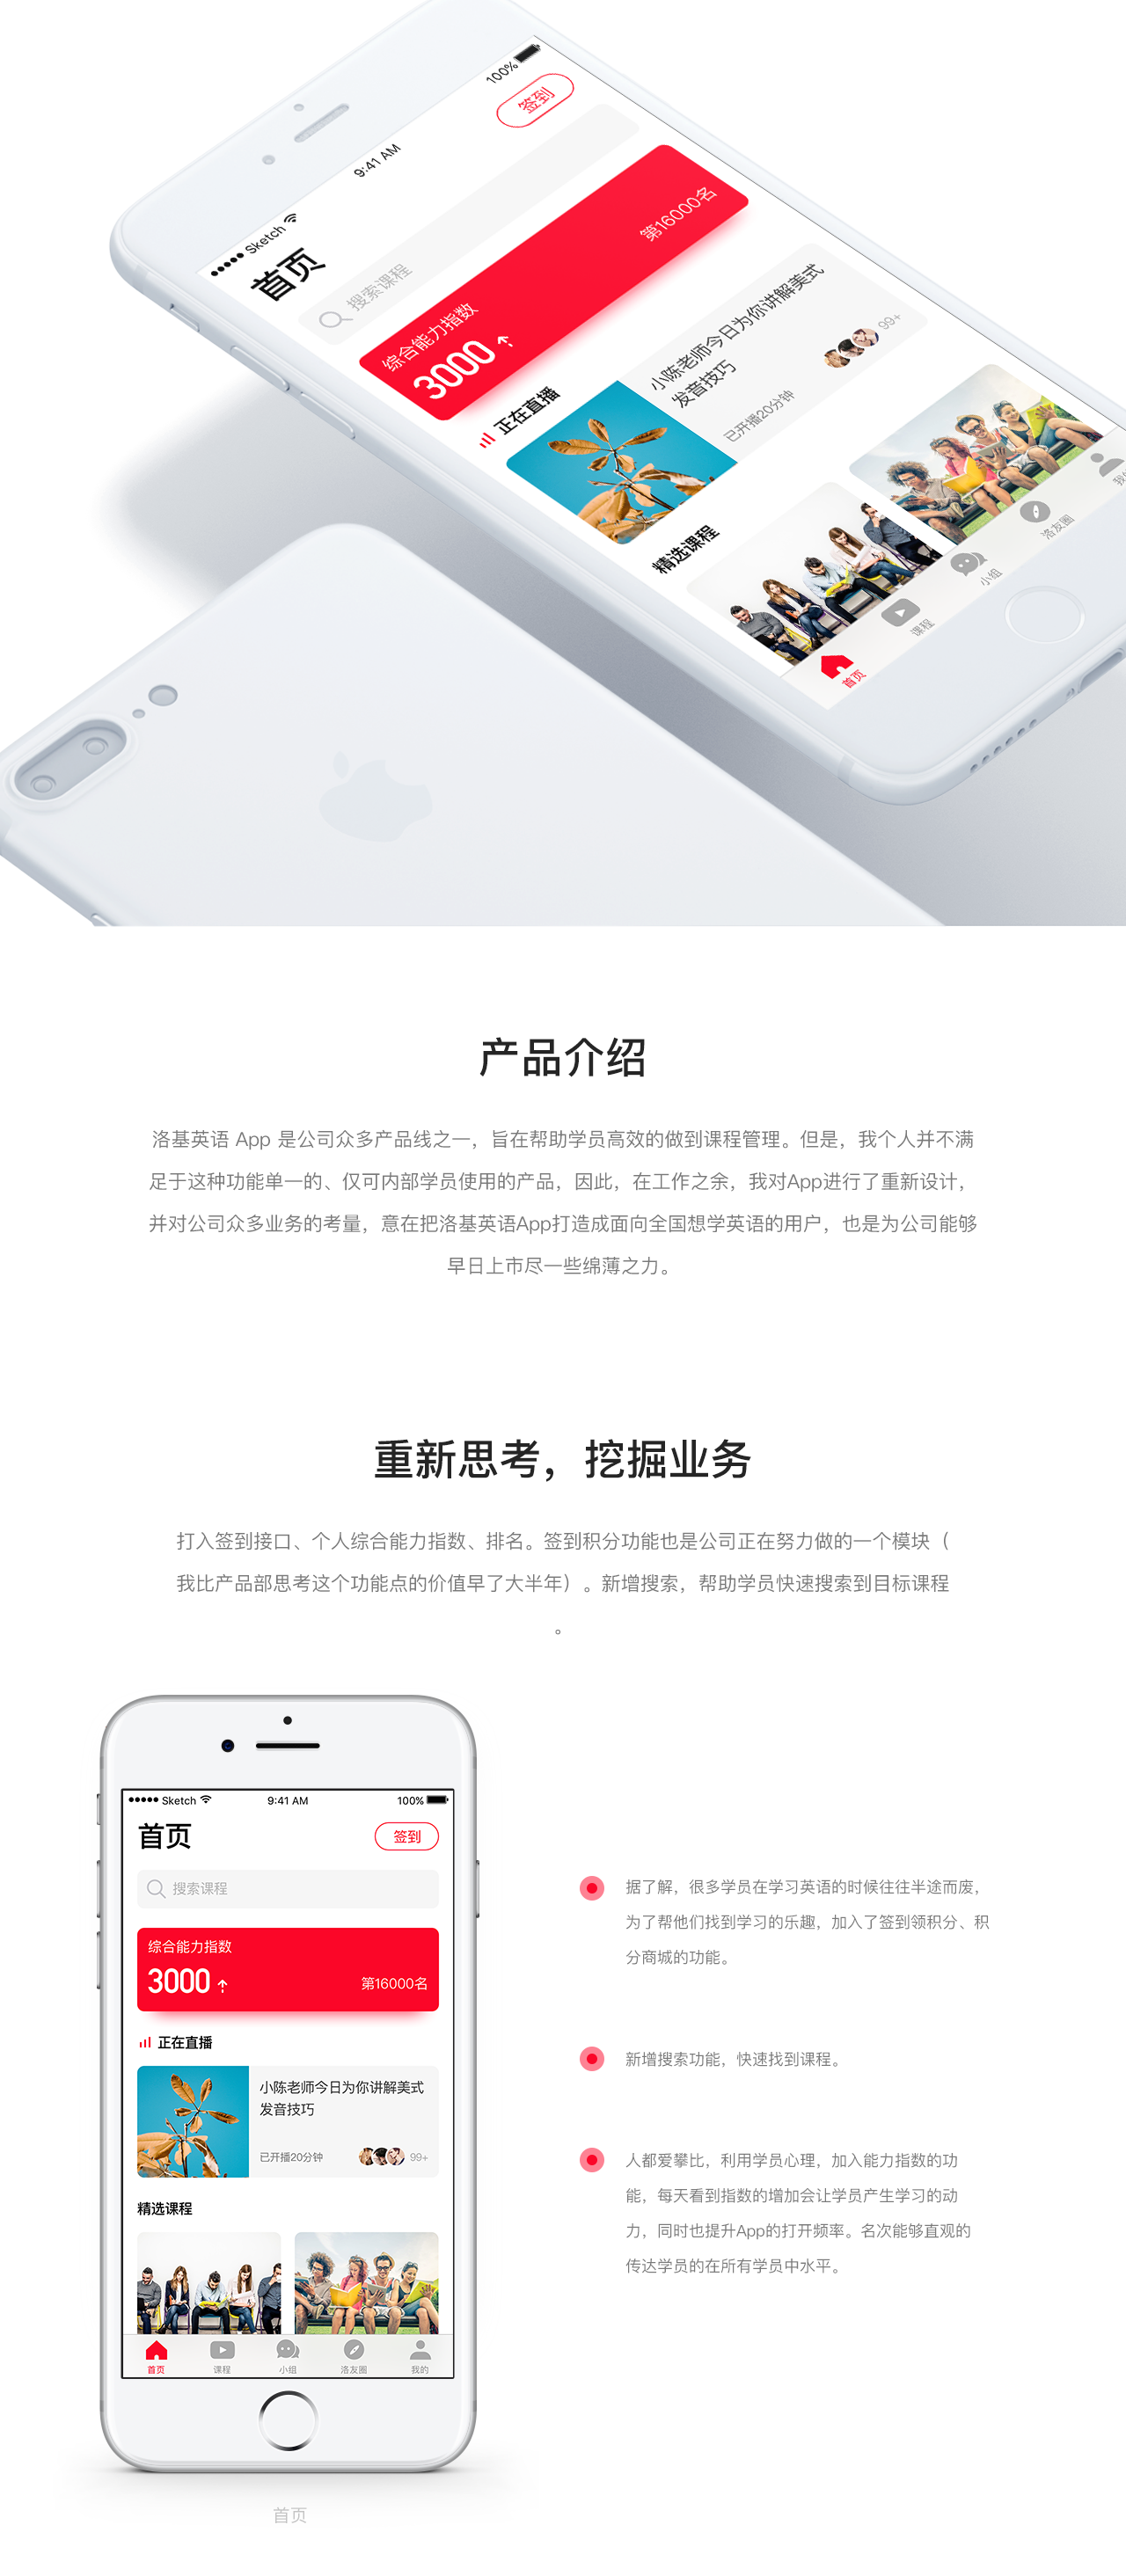 ●●●●● Sketch
9:41 AM
100%
首页
签到
搜索课程
综合能力指数
3000
第16000名
正在直播
小陈老师今日为你讲解美式
发音技巧
已开播20分钟
99+
精选课程
首页
课程
小组
洛友圈
产品介绍
洛基英语 App 是公司众多产品线之一，旨在帮助学员高效的做到课程管理。但是，我个人并不满
足于这种功能单一的、仅可内部学员使用的产品，因此，在工作之余，我对App进行了重新设计，
并对公司众多业务的考量，意在把洛基英语App打造成面向全国想学英语的用户，也是为公司能够
早日上市尽一些绵薄之力。
重新思考，挖掘业务
打入签到接口、个人综合能力指数、排名。签到积分功能也是公司正在努力做的一个模块（
我比产品部思考这个功能点的价值早了大半年）。新增搜索，帮助学员快速搜索到目标课程
。
●●●●● Sketch
9:41 AM
100%
首页
签到
搜索课程
综合能力指数
3000
第16000名
正在直播
小陈老师今日为你讲解美式
发音技巧
已开播20分钟
99+
精选课程
首页
课程
小组
洛友圈
我的
首页
据了解，很多学员在学习英语的时候往往半途而废，
为了帮他们找到学习的乐趣，加入了签到领积分、积
分商城的功能。
新增搜索功能，快速找到课程。
人都爱攀比，利用学员心理，加入能力指数的功
能，每天看到指数的增加会让学员产生学习的动
力，同时也提升App的打开频率。名次能够直观的
传达学员的在所有学员中水平。